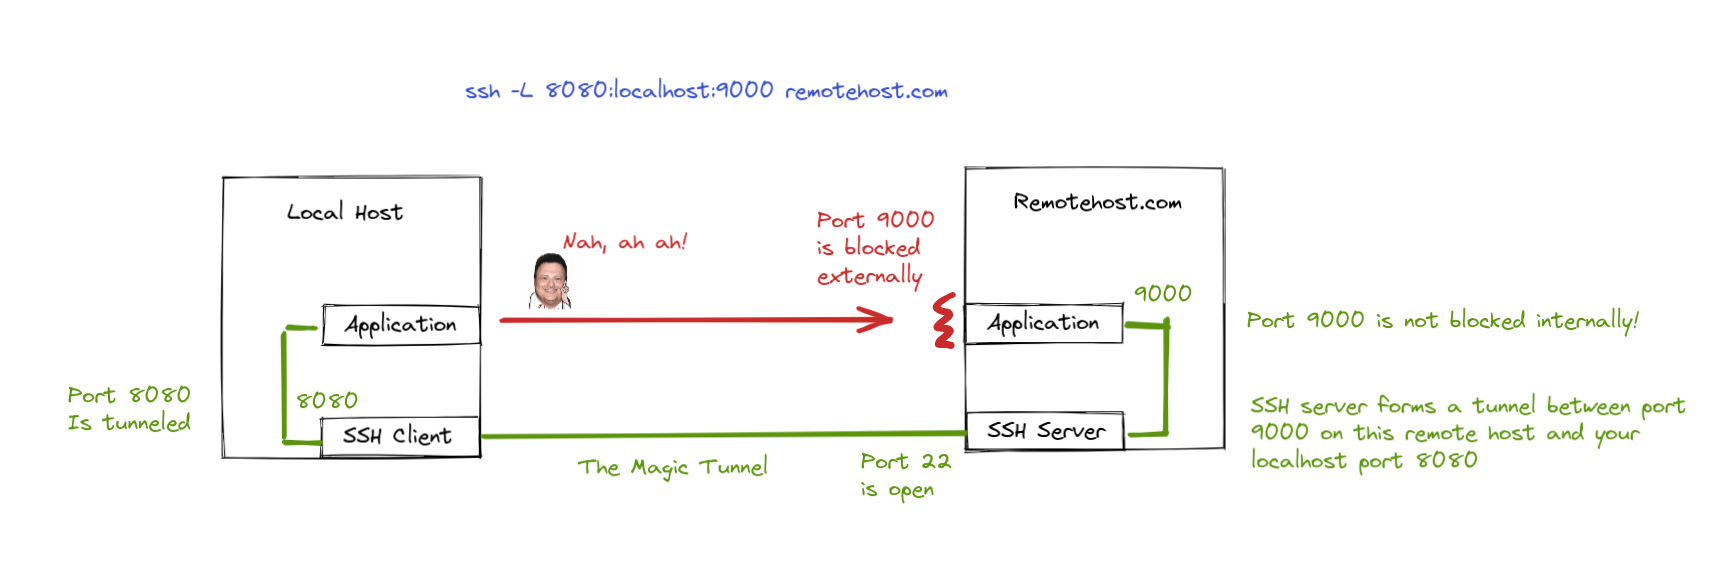 ssh -L 8080:localhost:9000 remotehost.com
Local Host
Remotehost.com
Nah, ah ah!
Port 9000
is blocked
externally
9000
Application
Application
Port 9000 is not blocked internally!
Port 8080
Is tunneled
8080
SSH Client
SSH Server
SSH server forms a tunnel between port
9000 on this remote host and your
localhost port 8080
The Magic Tunnel
Port 22
is open